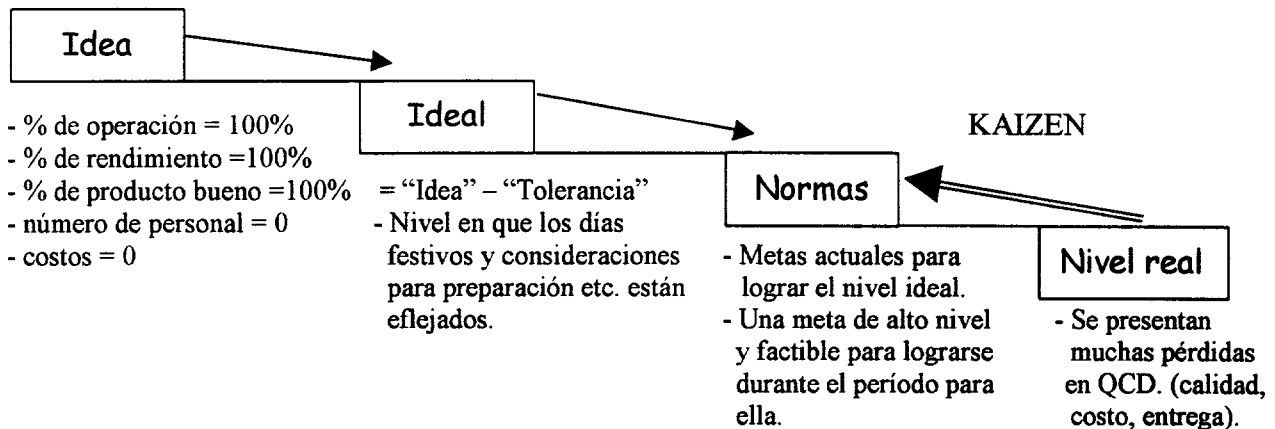 Idea
- % de operación = 100%
- % de rendimiento =100%
- % de producto bueno =100%
- número de personal = 0
- costos = 0
Ideal
= “Idea” – “Tolerancia”
- Nivel en que los días
festivos y consideraciones
para preparación etc. están
eflejados.
KAIZEN
Normas
- Metas actuales para
lograr el nivel ideal.
- Una meta de alto nivel
y factible para lograrse
durante el período para
ella.
Nivel real
- Se presentan
muchas pérdidas
en QCD. (calidad,
costo, entrega).